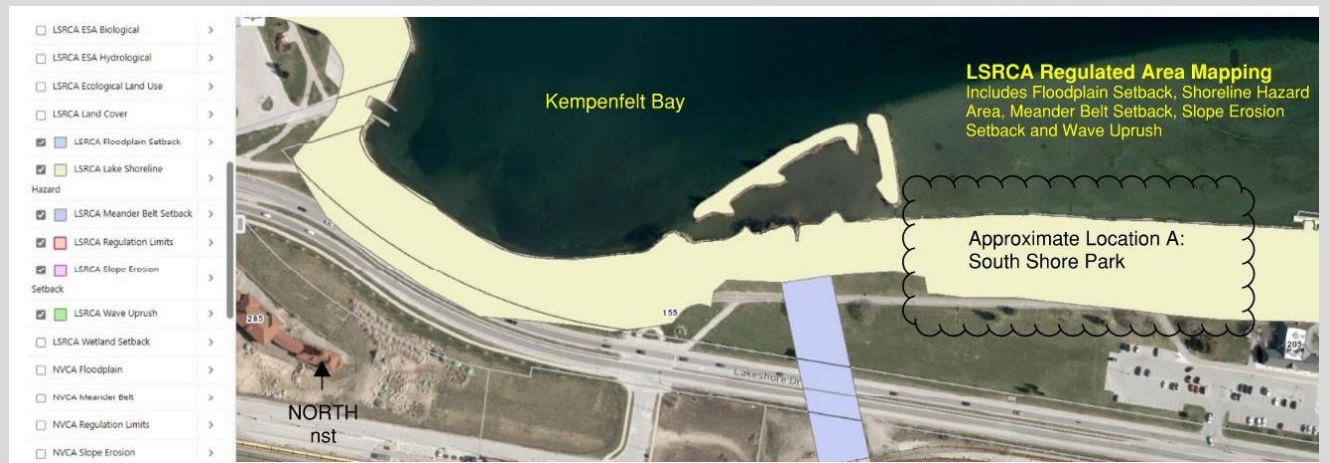 LSRCA ESA Biological
LSRCA ESA Hydrological
LSRCA Ecological Land Use
LSRCA Land Cover
LSRCA Floodplain Setback
LSRCA Lake Shoreline
Hazard
LSRCA Meander Belt Setback
LSRCA Regulation Limits
LSRCA Slope Erosion
Setback
LSRCA Wave Uprush
LSRCA Wetland Setback
NVCA Floodplain
NVCA Meander Belt
NVCA Regulation Limits
NVCA Slope Erosion
Kempenfelt Bay
LSRCA Regulated Area Mapping
Includes Floodplain Setback, Shoreline Hazard
Area, Meander Belt Setback, Slope Erosion
Setback and Wave Uprush
Approximate Location A:
South Shore Park
155
285
205
Lakeshore Dr
NORTH
nst